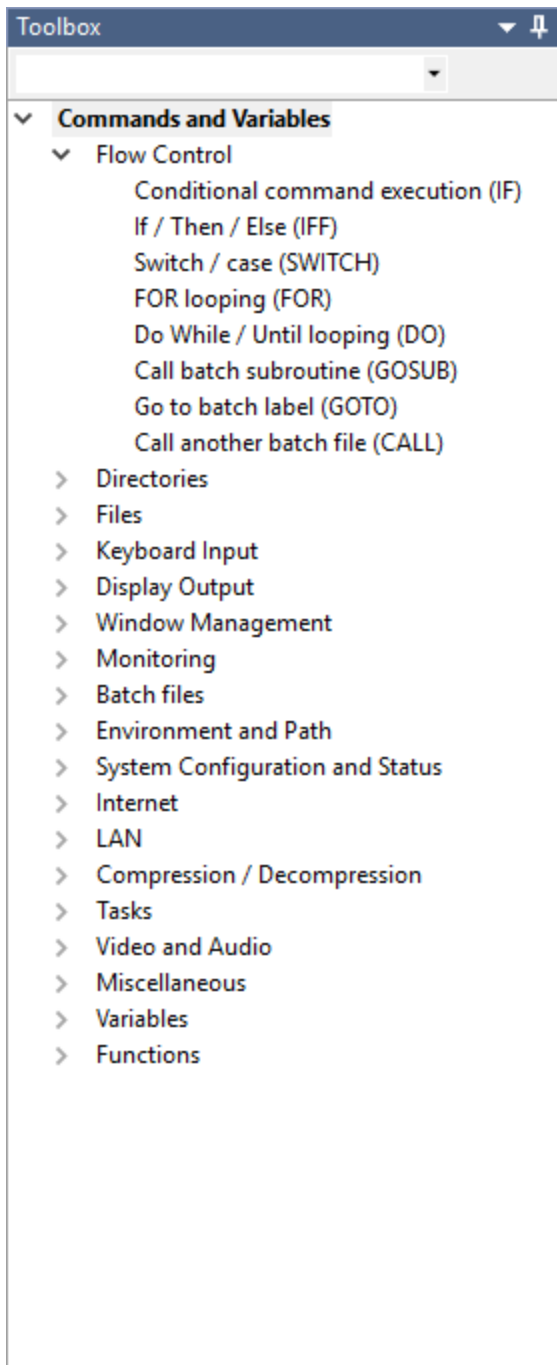 Toolbox
Commands and Variables
Flow Control
Conditional command execution (IF)
If / Then / Else (IFF)
Switch / case (SWITCH)
FOR looping (FOR)
Do While / Until looping (DO)
Call batch subroutine (GOSUB)
Go to batch label (GOTO)
Call another batch file (CALL)
Directories
Files
Keyboard Input
Display Output
Window Management
Monitoring
Batch files
Environment and Path
System Configuration and Status
Internet
LAN
Compression / Decompression
Tasks
Video and Audio
Miscellaneous
Variables
Functions